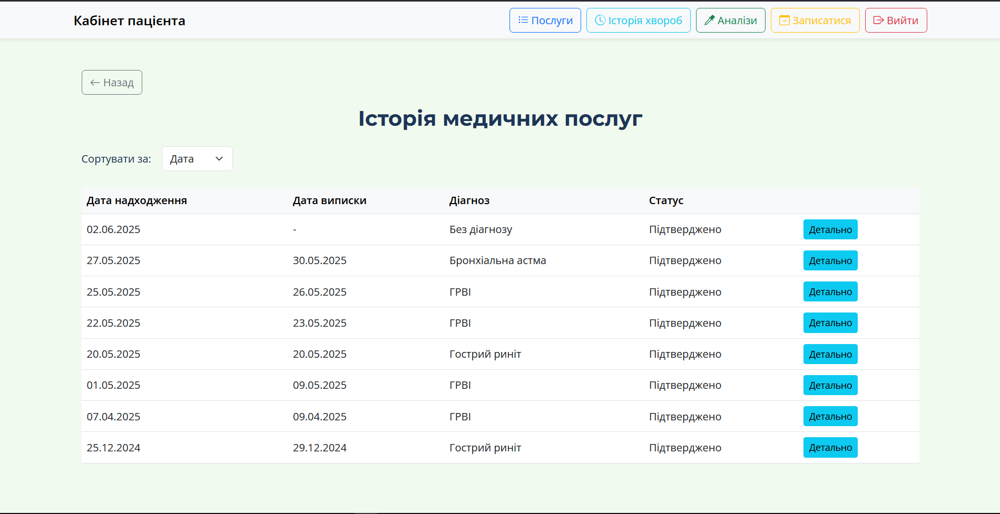 Кабінет пацієнта Послуги Історія хвороб Аналізи Записатися Вийти
← Назад
Історія медичних послуг
Сортувати за: Дата
Дата надходження Дата виписки Діагноз Статус
02.06.2025 - Без діагнозу Підтверджено Детально
27.05.2025 30.05.2025 Бронхіальна астма Підтверджено Детально
25.05.2025 26.05.2025 ГРВІ Підтверджено Детально
22.05.2025 23.05.2025 ГРВІ Підтверджено Детально
20.05.2025 20.05.2025 Гострий риніт Підтверджено Детально
01.05.2025 09.05.2025 ГРВІ Підтверджено Детально
07.04.2025 09.04.2025 ГРВІ Підтверджено Детально
25.12.2024 29.12.2024 Гострий риніт Підтверджено Детально